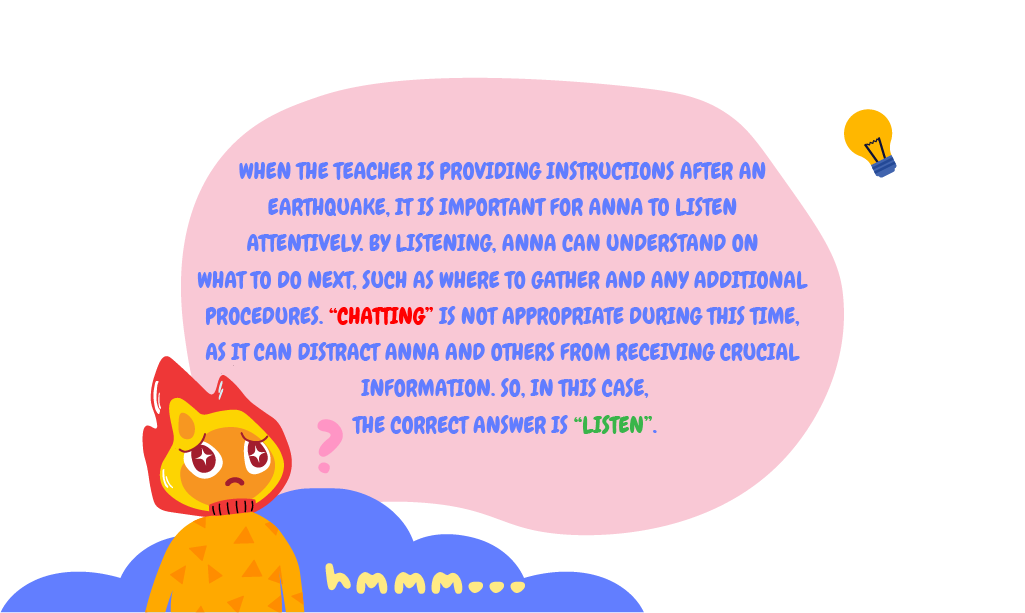 WHEN THE TEACHER IS PROVIDING INSTRUCTIONS AFTER AN
EARTHQUAKE, IT IS IMPORTANT FOR ANNA TO LISTEN
ATTENTIVELY. BY LISTENING, ANNA CAN UNDERSTAND ON
WHAT TO DO NEXT, SUCH AS WHERE TO GATHER AND ANY ADDITIONAL
PROCEDURES. “CHATTING” IS NOT APPROPRIATE DURING THIS TIME,
AS IT CAN DISTRACT ANNA AND OTHERS FROM RECEIVING CRUCIAL
INFORMATION. SO, IN THIS CASE,
THE CORRECT ANSWER IS “LISTEN”.
?
hmmm...